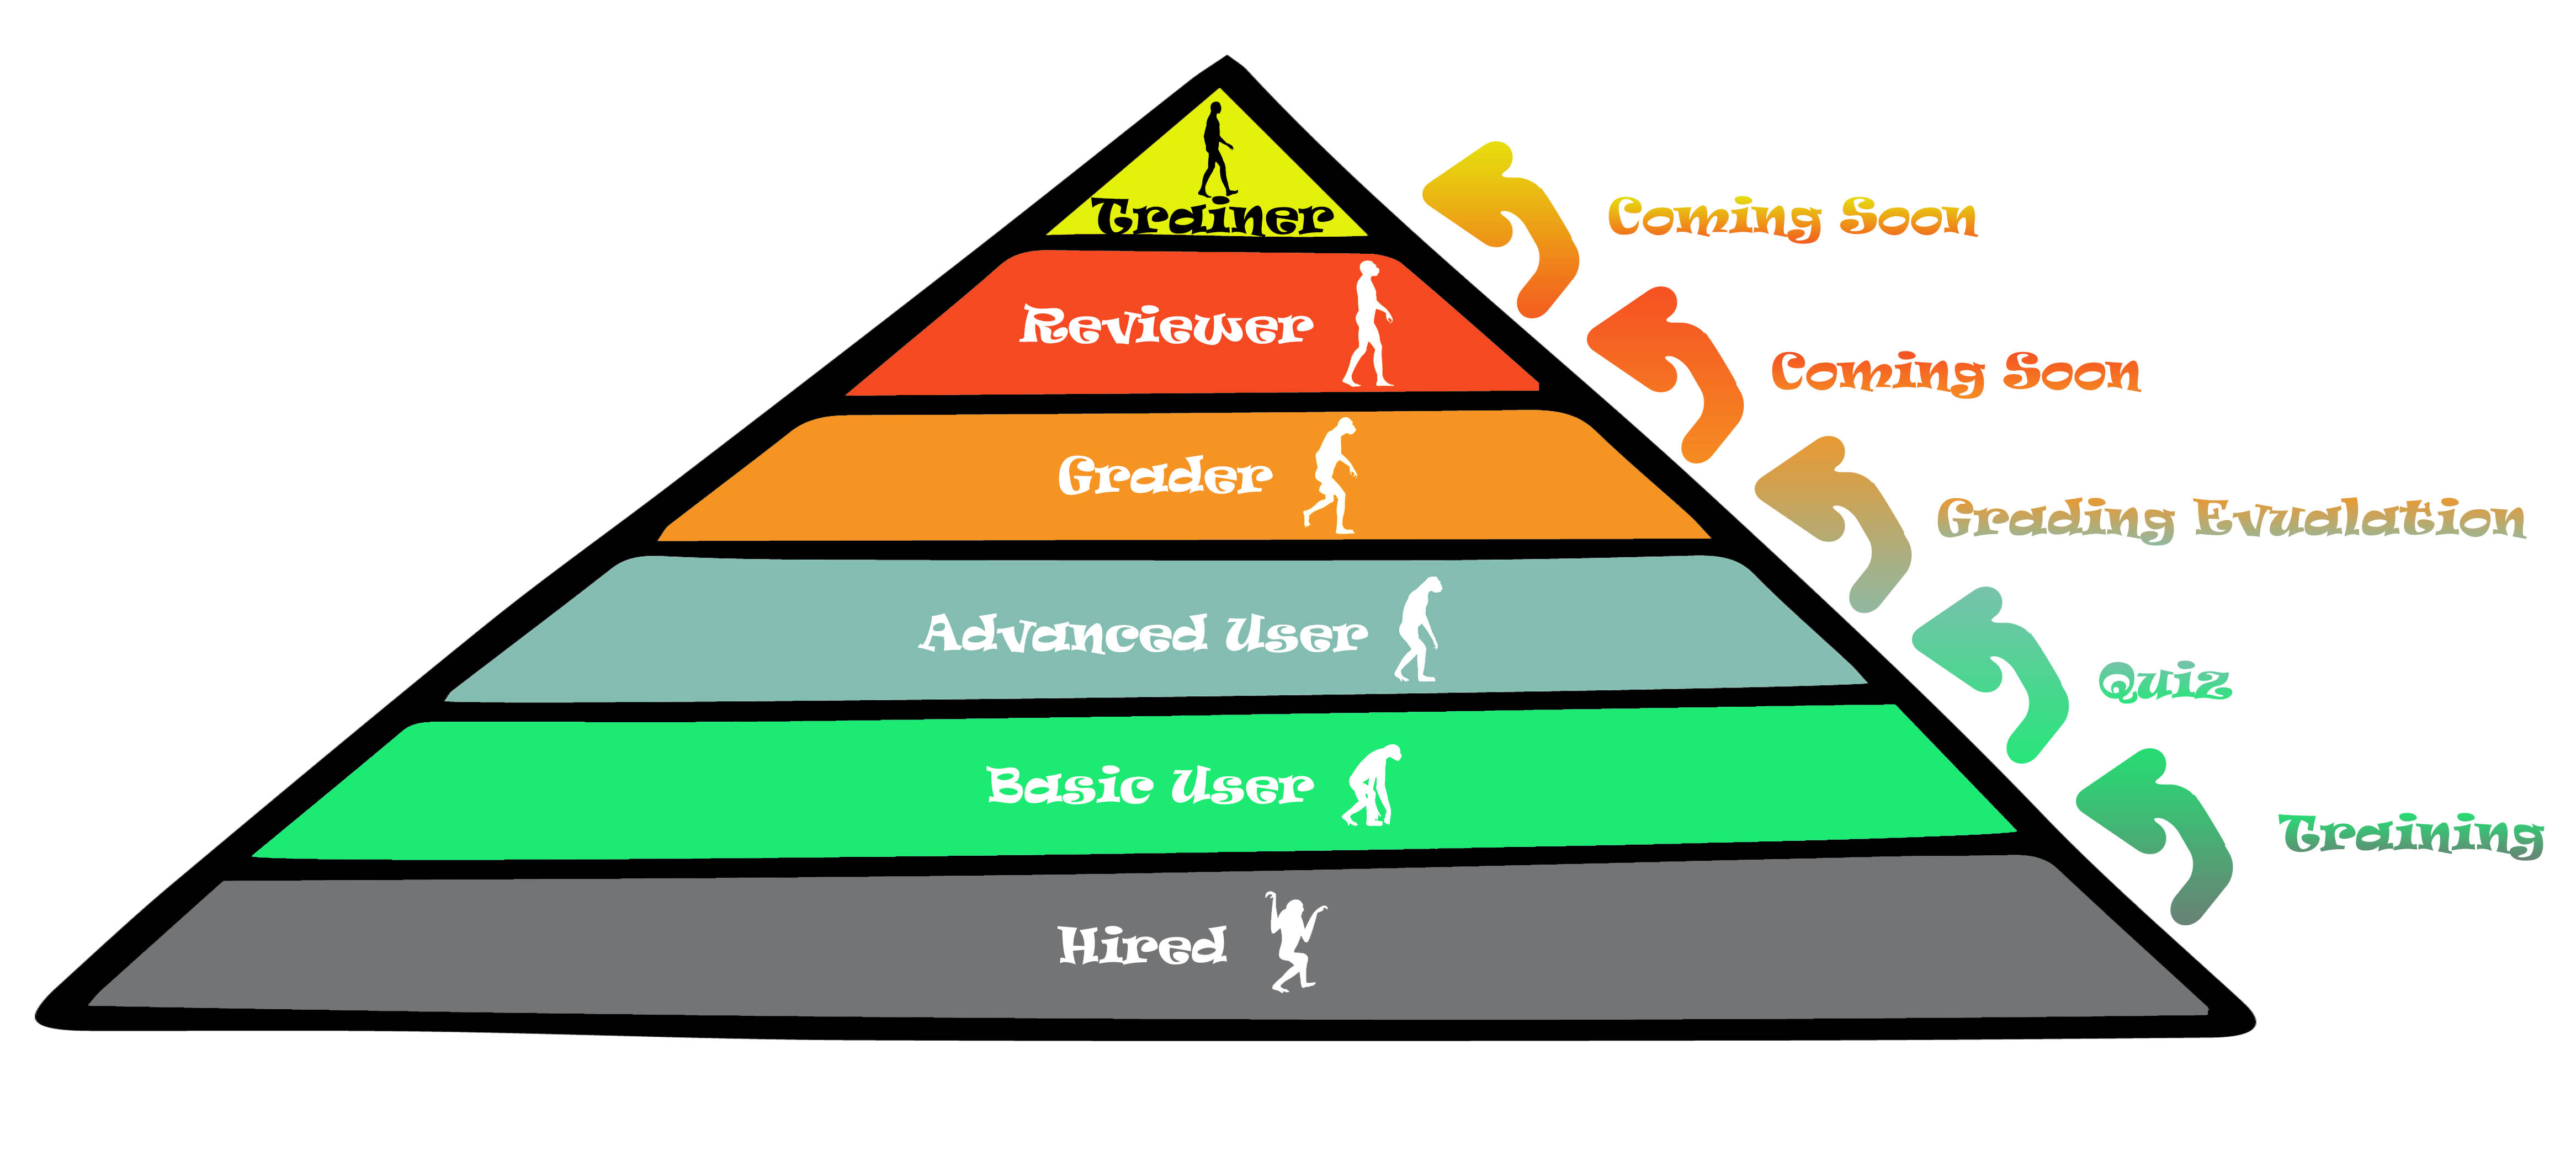 Trainer
Coming Soon
Reviewer
Coming Soon
Grader
Grading Evualation
Advanced User
Quiz
Basic User
Training
Hired